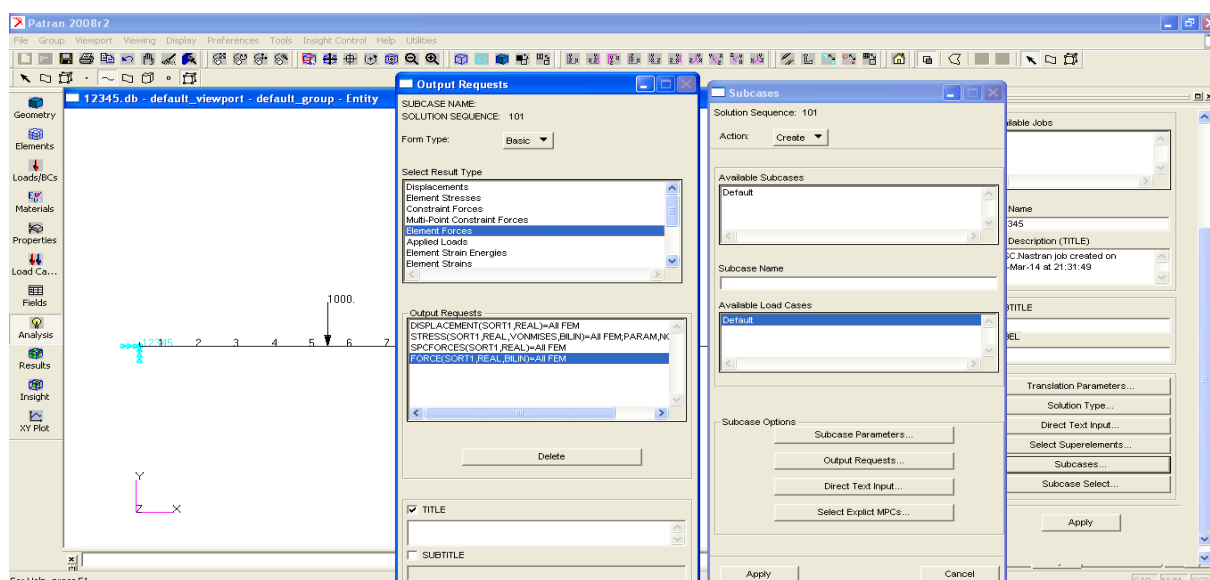 Patran 2008r2
File Group Viewport Viewing Display Preferences Tools Insight Control Help Utilities
12345.db - default_viewport - default_group - Entity
Geometry
Elements
Loads/BCs
Materials
Properties
Load Ca...
Fields
Analysis
Results
Insight
XY Plot
1000.
12345 2 3 4 5 6 7
Y
Z X
Output Requests
SUBCASE NAME:
SOLUTION SEQUENCE: 101
Form Type: Basic
Select Result Type
Displacements
Element Stresses
Constraint Forces
Multi-Point Constraint Forces
Element Forces
Applied Loads
Element Strain Energies
Element Strains
Output Requests
DISPLACEMENT(SORT1,REAL)=All FEM
STRESS(SORT1,REAL,VONMISES,BILIN)=All FEM;PARAM,NO
SPCFORCES(SORT1,REAL)=All FEM
FORCE(SORT1,REAL,BILIN)=All FEM
Delete
TITLE
SUBTITLE
Subcases
Solution Sequence: 101
Action: Create
Available Subcases
Default
Subcase Name
Available Load Cases
Default
Subcase Options
Subcase Parameters...
Output Requests...
Direct Text Input...
Select Explict MPCs...
Apply Cancel
ilable Jobs
Name
345
Description (TITLE)
SC.Nastran job created on
-Mar-14 at 21:31:49
TITLE
BEL
Translation Parameters...
Solution Type...
Direct Text Input...
Select Superelements...
Subcases...
Subcase Select...
Apply